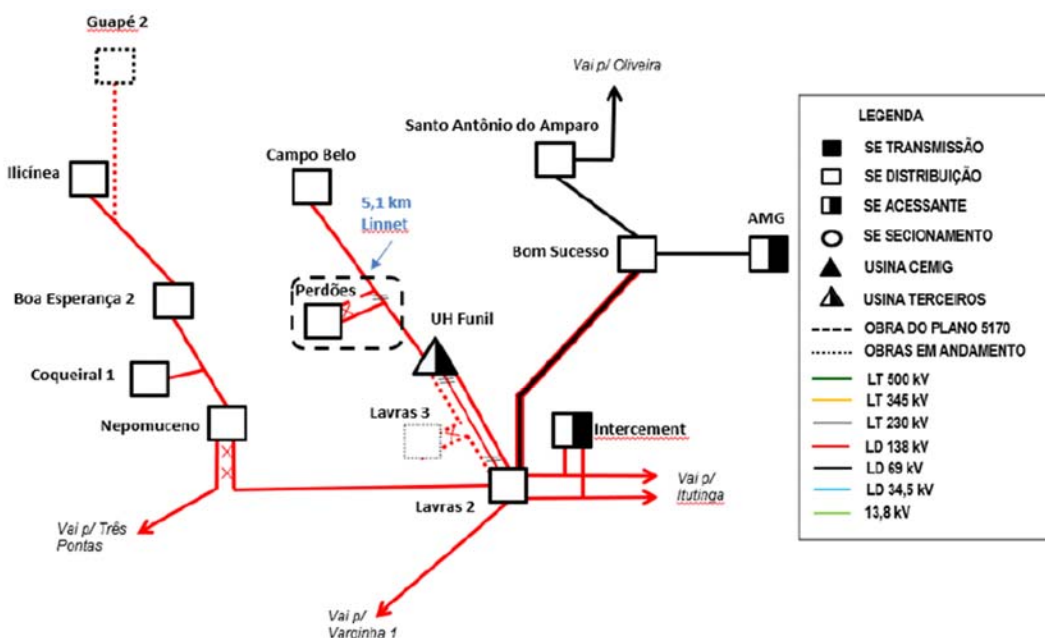 Guapé 2
Vai p/ Oliveira
Santo Antônio do Amparo
Campo Belo
Ilicínea
5,1 km
Linnet
AMG
Bom Sucesso
Perdões
Boa Esperança 2
UH Funil
Coqueiral 1
Lavras 3
Nepomuceno
Intercement
Vai p/
Itutinga
Lavras 2
Vai p/ Três
Pontas
Vai p/
Varginha 1
LEGENDA
SE TRANSMISSÃO
SE DISTRIBUIÇÃO
SE ACESSANTE
SE SECIONAMENTO
USINA CEMIG
USINA TERCEIROS
OBRA DO PLANO 5170
OBRAS EM ANDAMENTO
LT 500 kV
LT 345 kV
LT 230 kV
LD 138 kV
LD 69 kV
LD 34,5 kV
13,8 kV